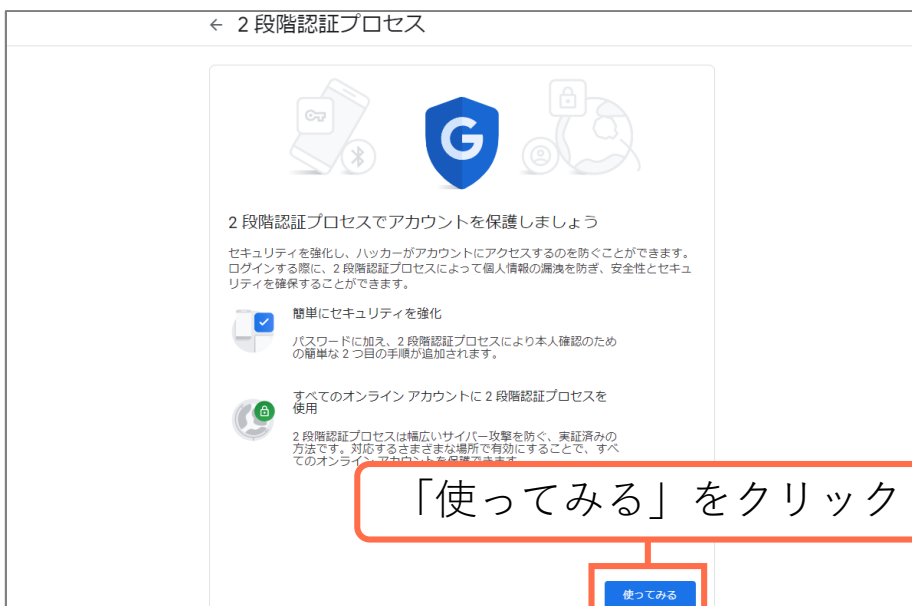 ← 2 段階認証プロセス
G
2 段階認証プロセスでアカウントを保護しましょう
セキュリティを強化し、ハッカーがアカウントにアクセスするのを防ぐことができます。
ログインする際に、2 段階認証プロセスによって個人情報の漏洩を防ぎ、安全性とセキュ
リティを確保することができます。
簡単にセキュリティを強化
パスワードに加え、2 段階認証プロセスにより本人確認のため
の簡単な 2 つ目の手順が追加されます。
すべてのオンライン アカウントに 2 段階認証プロセスを
使用
2 段階認証プロセスは幅広いサイバー攻撃を防ぐ、実証済みの
方法です。対応するさまざまな場所で有効にすることで、すべ
てのオンライン アカウントを保護できます。
「使ってみる」をクリック
使ってみる